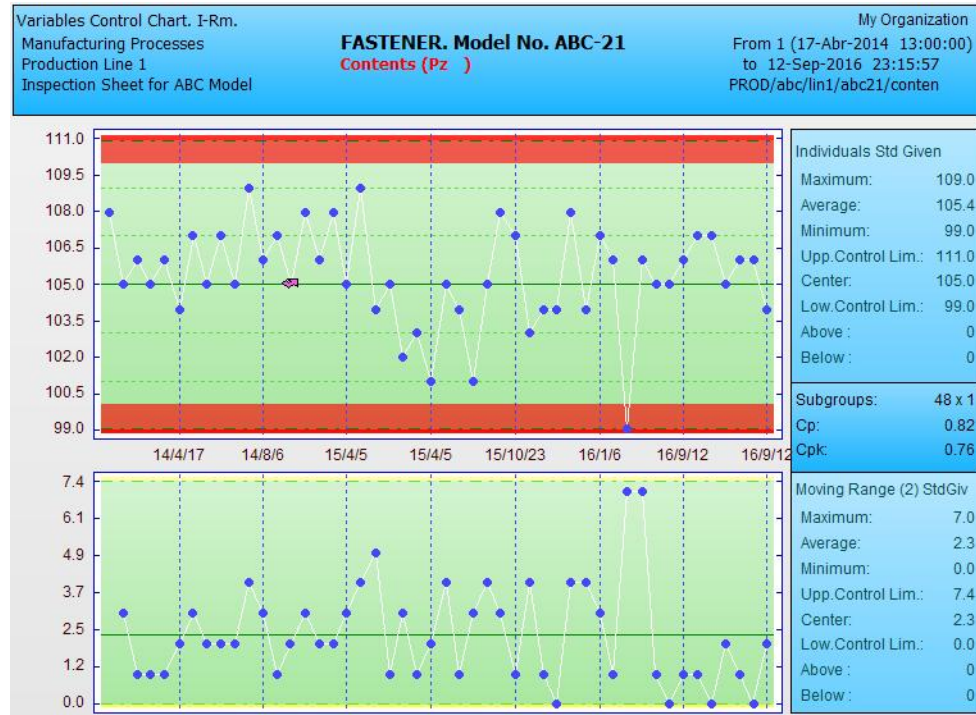 Variables Control Chart. I-Rm.
Manufacturing Processes
Production Line 1
Inspection Sheet for ABC Model
FASTENER. Model No. ABC-21
Contents (Pz )
My Organization
From 1 (17-Abr-2014 13:00:00)
to 12-Sep-2016 23:15:57
PROD/abc/lin1/abc21/conten
111.0
109.5
108.0
106.5
105.0
103.5
102.0
100.5
99.0
14/4/17 14/8/6 15/4/5 15/4/5 15/10/23 16/1/6 16/9/12 16/9/12
7.4
6.1
4.9
3.7
2.5
1.2
0.0
Individuals Std Given
Maximum: 109.0
Average: 105.4
Minimum: 99.0
Upp.Control Lim.: 111.0
Center: 105.0
Low.Control Lim.: 99.0
Above : 0
Below : 0
Subgroups: 48 x 1
Cp: 0.82
Cpk: 0.76
Moving Range (2) StdGiv
Maximum: 7.0
Average: 2.3
Minimum: 0.0
Upp.Control Lim.: 7.4
Center: 2.3
Low.Control Lim.: 0.0
Above : 0
Below : 0